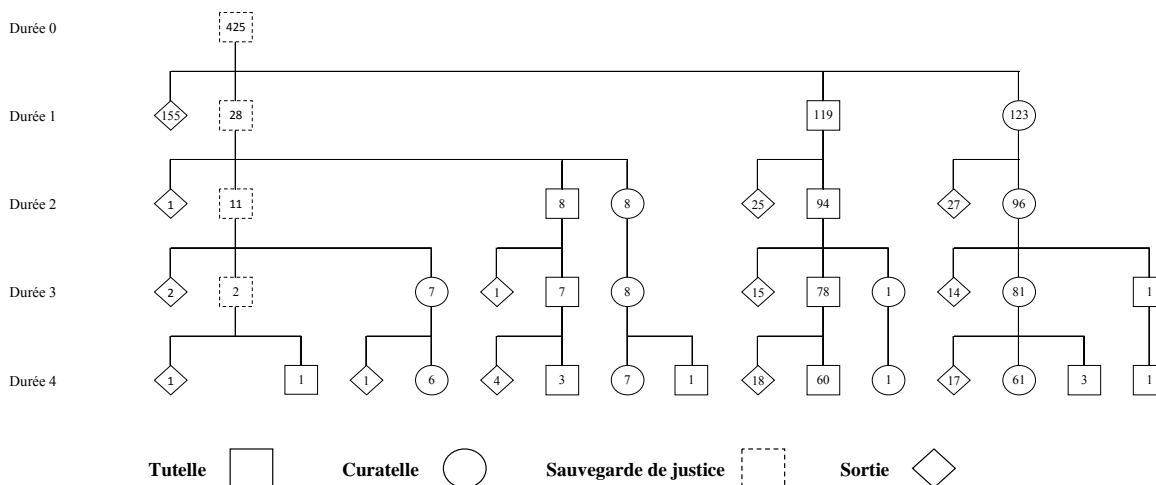 Durée 0 425
Durée 1 155 28 119 123
Durée 2 1 11 8 8 25 94 27 96
Durée 3 2 2 7 1 7 8 15 78 1 14 81 1
Durée 4 1 1 1 6 4 3 7 1 18 60 1 17 61 3 1
Tutelle Curatelle Sauvegarde de justice Sortie